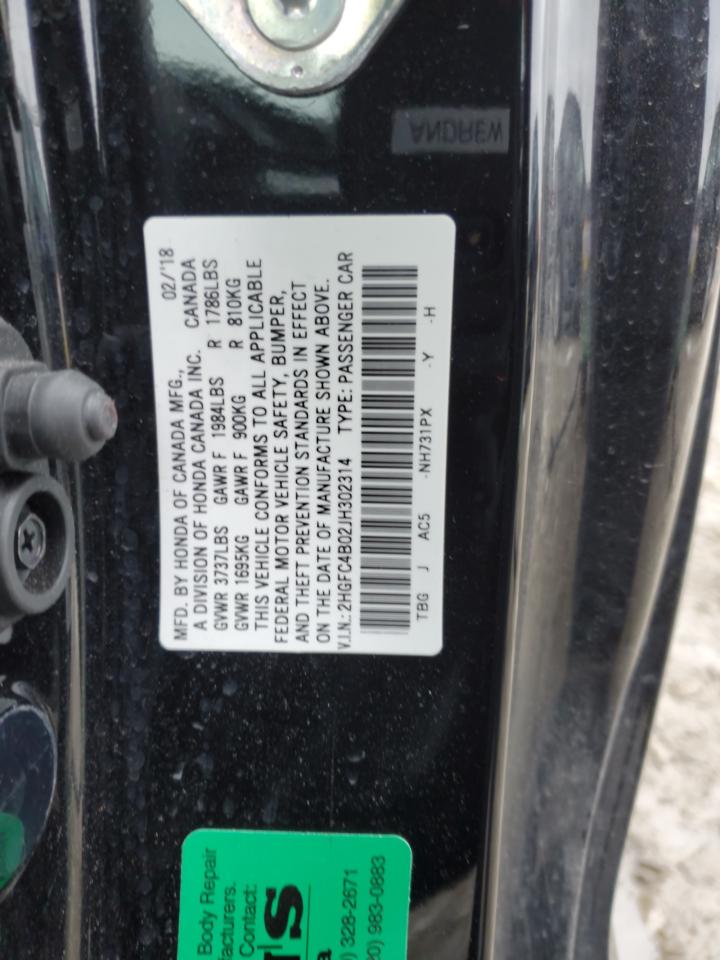 ANDREW
MFD. BY HONDA OF CANADA MFG., 02/'18
A DIVISION OF HONDA CANADA INC. CANADA
GVWR 3737LBS GAWR F 1984LBS R 1786LBS
GVWR 1695KG GAWR F 900KG R 810KG
THIS VEHICLE CONFORMS TO ALL APPLICABLE
FEDERAL MOTOR VEHICLE SAFETY, BUMPER,
AND THEFT PREVENTION STANDARDS IN EFFECT
ON THE DATE OF MANUFACTURE SHOWN ABOVE.
V.I.N.: 2HGFC4B02JH302314 TYPE: PASSENGER CAR
TBG J AC5 -NH731PX -Y -H
Body Repair
Contact:
328-2671
983-0883